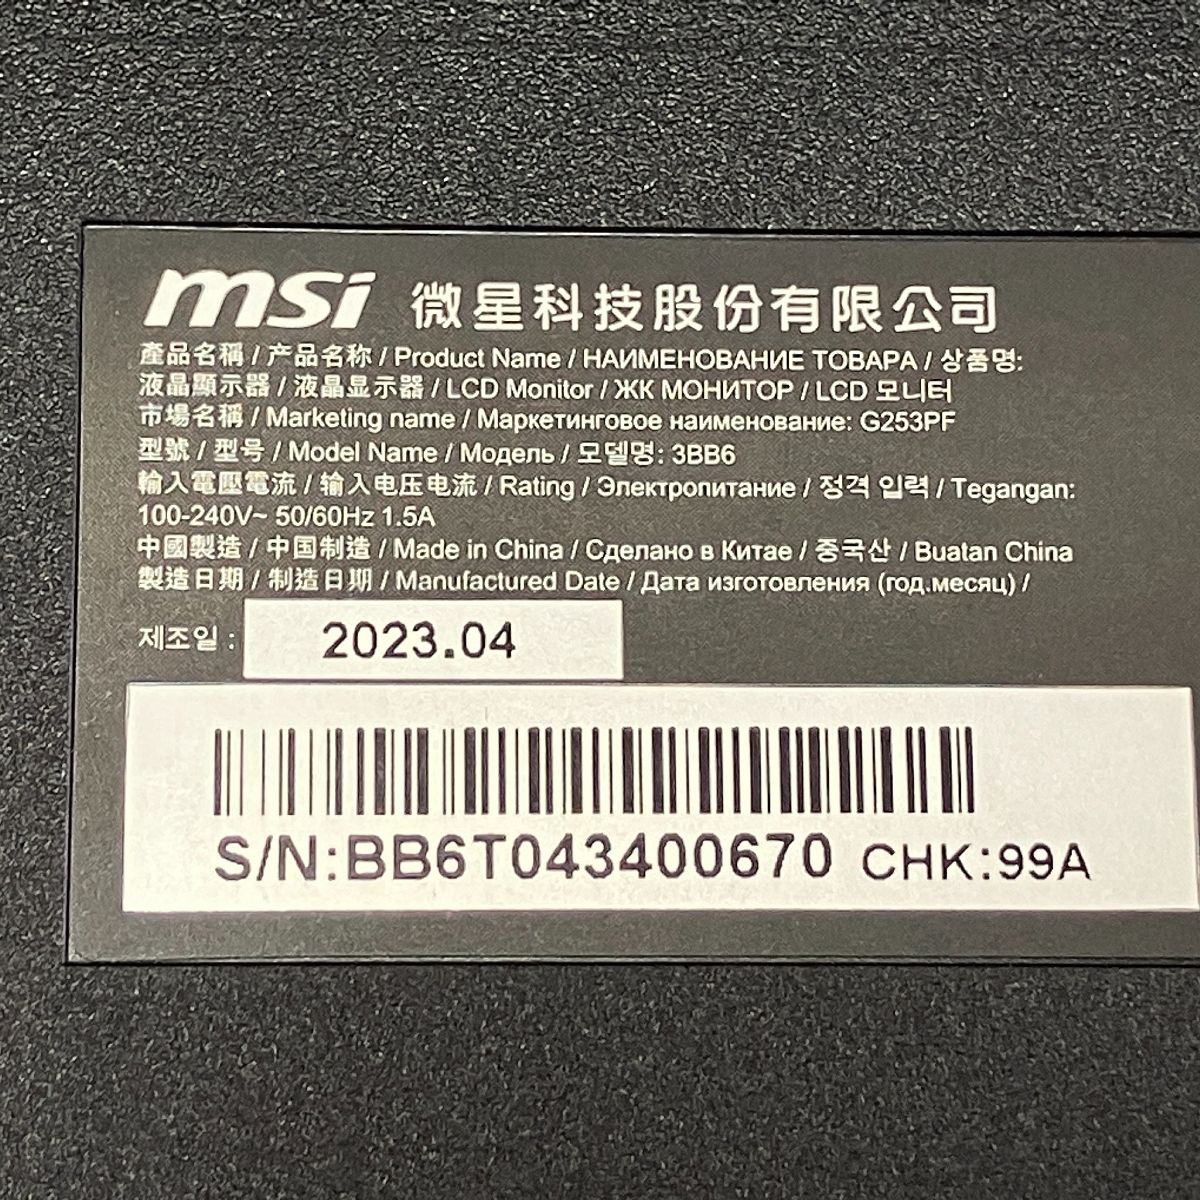 msi 微星科技股份有限公司
產品名稱 / 产品名称 / Product Name / НАИМЕНОВАНИЕ ТОВАРА / 상품명:
液晶顯示器 / 液晶显示器 / LCD Monitor / ЖК МОНИТОР / LCD 모니터
市場名稱 / Marketing name / Маркетинговое наименование: G253PF
型號 / 型号 / Model Name / Модель / 모델명: 3BB6
輸入電壓電流 / 输入电压电流 / Rating / Электропитание / 정격 입력 / Tegangan:
100-240V~ 50/60Hz 1.5A
中國製造 / 中国制造 / Made in China / Сделано в Китае / 중국산 / Buatan China
製造日期 / 制造日期 / Manufactured Date / Дата изготовления (год.месяц) /
제조일 : 2023.04
S/N:BB6T043400670 CHK:99A